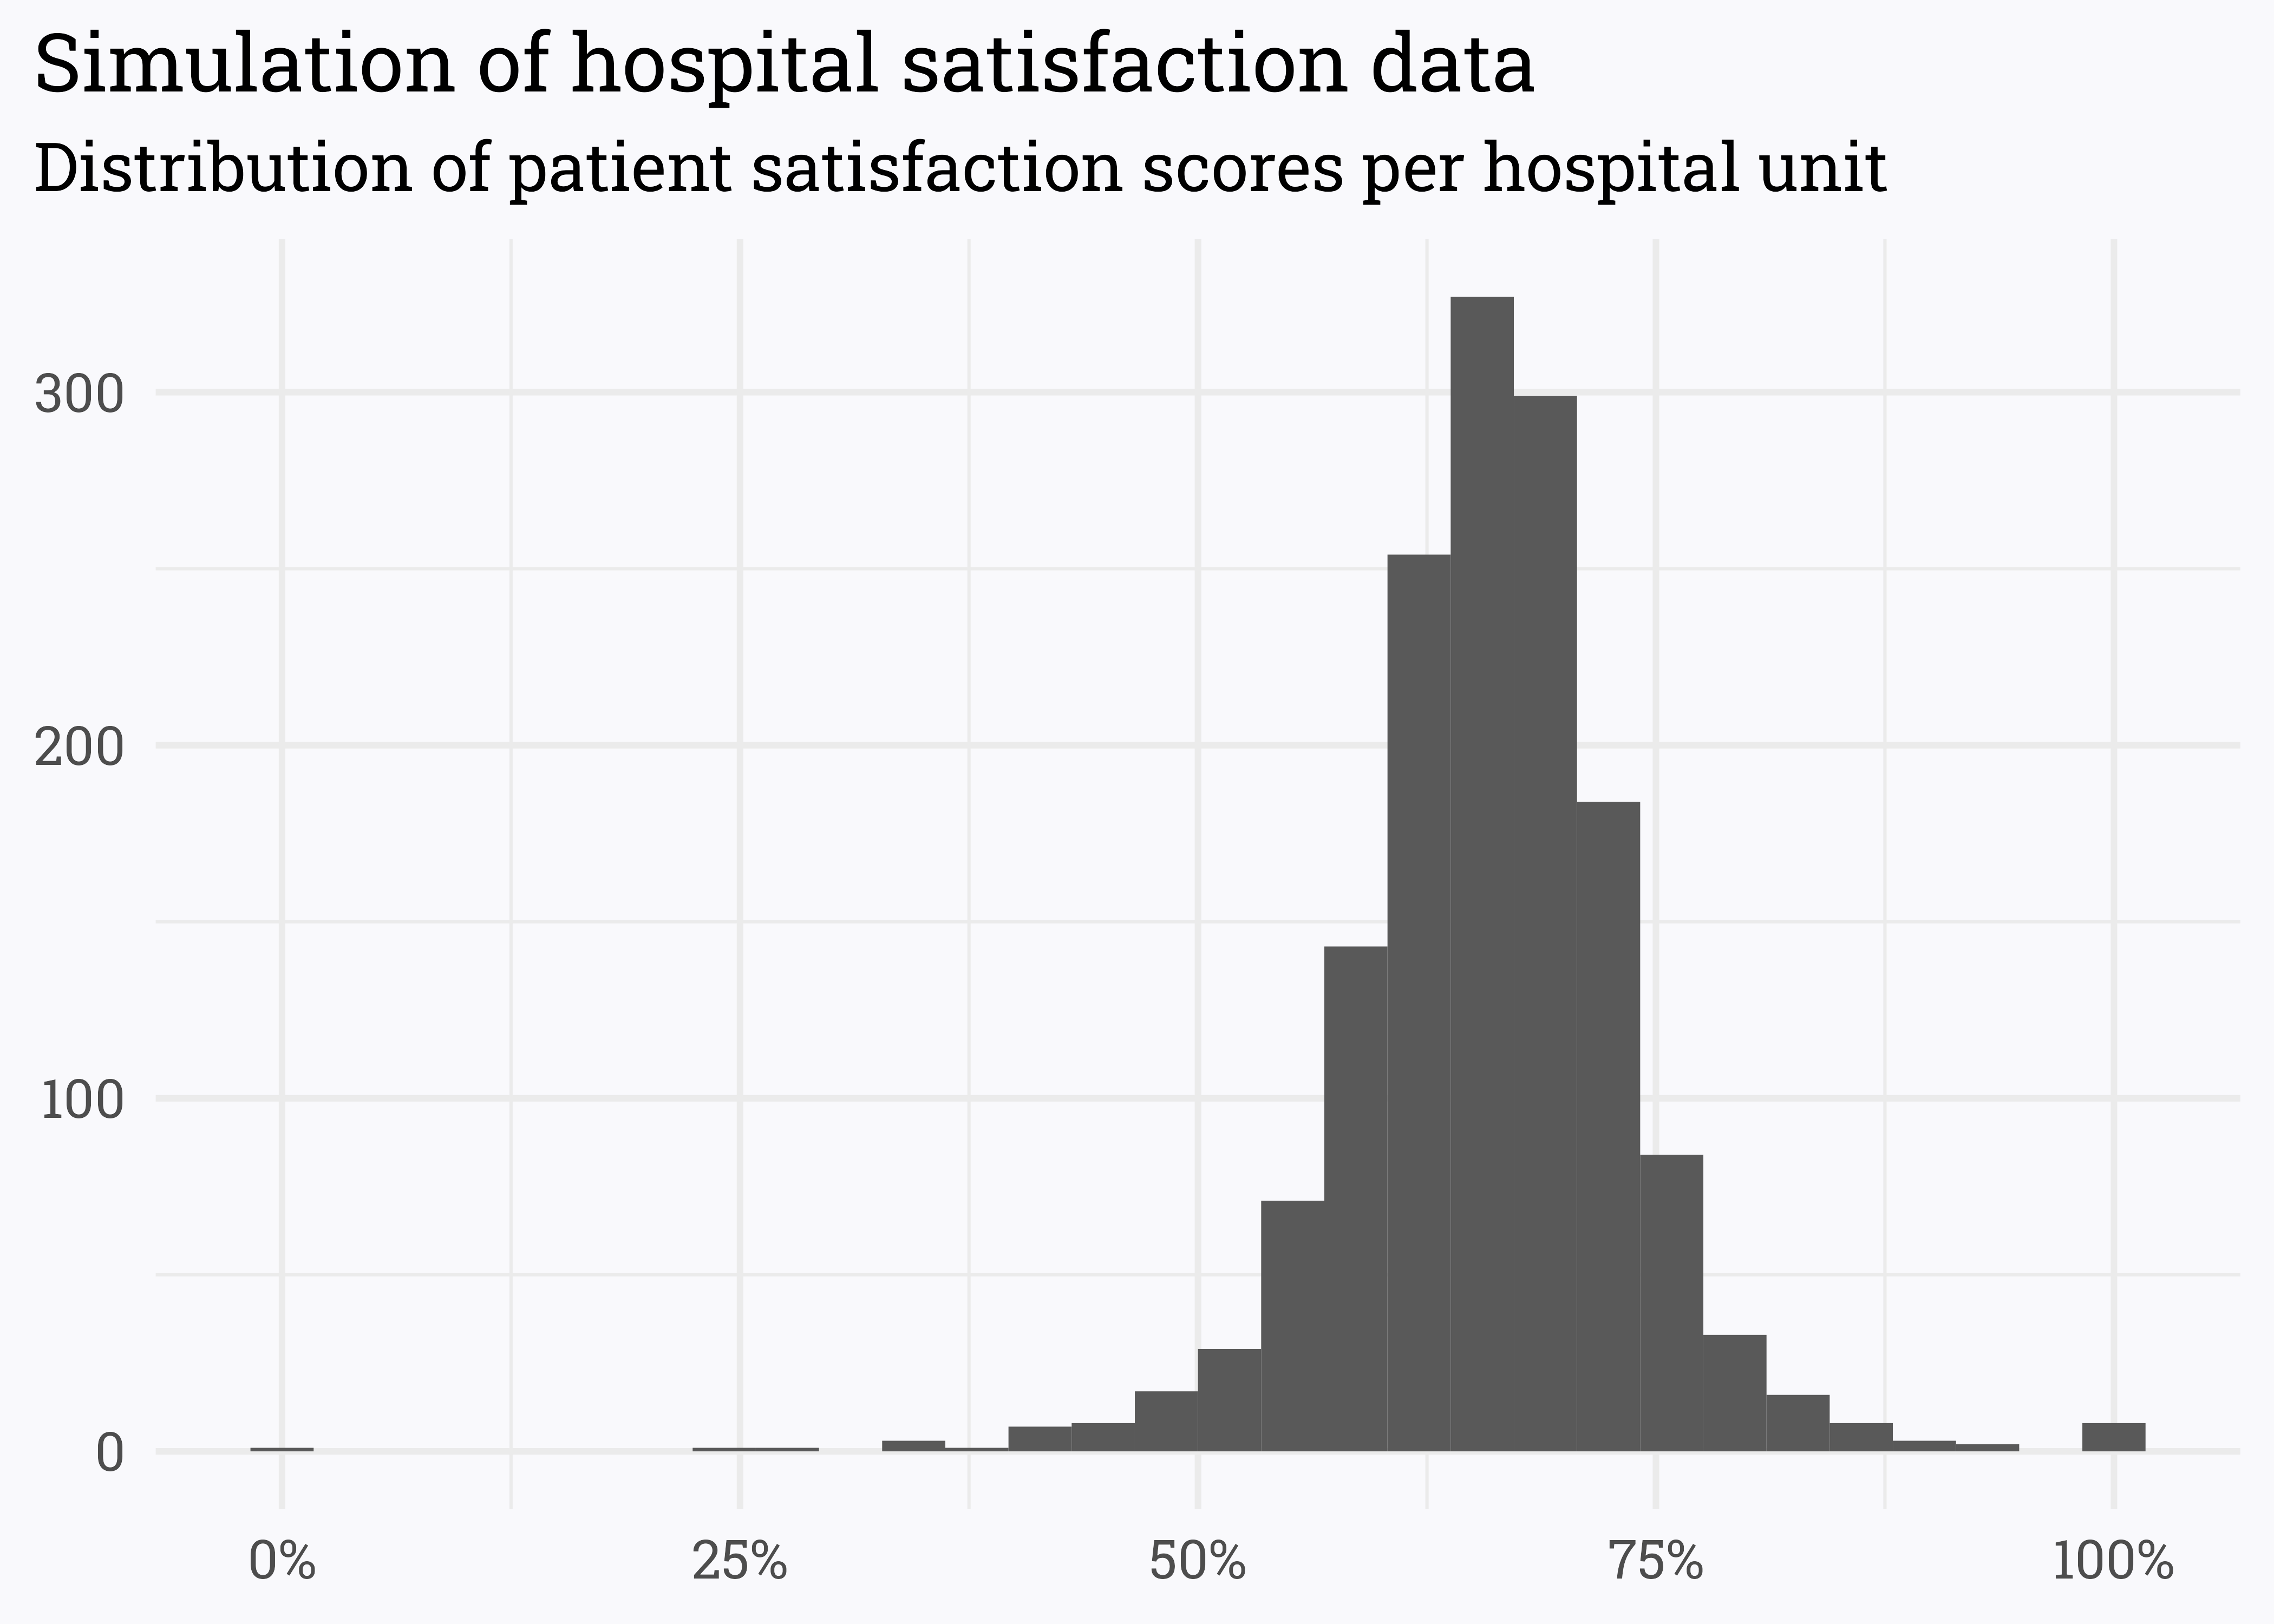 Simulation of hospital satisfaction data
Distribution of patient satisfaction scores per hospital unit
300
200
100
0
0% 25% 50% 75% 100%